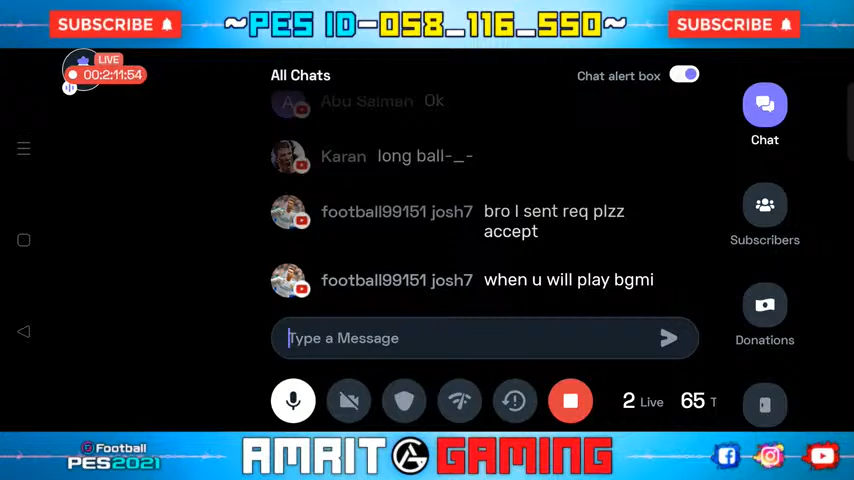 SUBSCRIBE
~PES ID-058_116_550~
SUBSCRIBE
LIVE
00:2:11:54
All Chats
Chat alert box
Chat
A Abu Salman Ok
Karan long ball-_-
football99151 josh7 bro I sent req plzz
accept
football99151 josh7 when u will play bgmi
Subscribers
Donations
Type a Message
2 Live 65 T
eFootball
PES2021
AMRIT GAMING